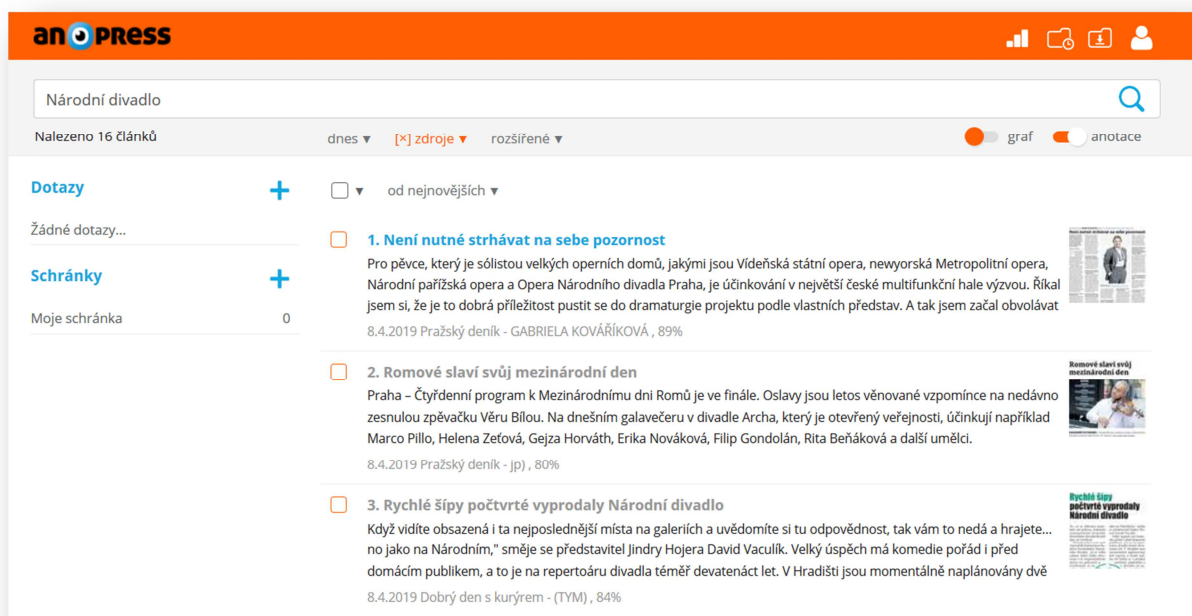 anopress
Národní divadlo
Nalezeno 16 článků
dnes ▼ [×] zdroje ▼ rozšířené ▼
graf anotace
Dotazy +
Žádné dotazy...
Schránky +
Moje schránka 0
od nejnovějších ▼
1. Není nutné strhávat na sebe pozornost
Pro pěvce, který je sólistou velkých operních domů, jakými jsou Vídeňská státní opera, newyorská Metropolitní opera,
Národní pařížská opera a Opera Národního divadla Praha, je účinkování v největší české multifunkční hale výzvou. Říkal
jsem si, že je to dobrá příležitost pustit se do dramaturgie projektu podle vlastních představ. A tak jsem začal obvolávat
8.4.2019 Pražský deník - GABRIELA KOVÁŘÍKOVÁ , 89%
Není nutné strhávat na sebe pozornost
2. Romové slaví svůj mezinárodní den
Praha – Čtyřdenní program k Mezinárodnímu dni Romů je ve finále. Oslavy jsou letos věnované vzpomínce na nedávno
zesnulou zpěvačku Věru Bílou. Na dnešním galavečeru v divadle Archa, který je otevřený veřejnosti, účinkují například
Marco Pillo, Helena Zeťová, Gejza Horváth, Erika Nováková, Filip Gondolán, Rita Beňáková a další umělci.
8.4.2019 Pražský deník - jp) , 80%
Romové slaví svůj
mezinárodní den
3. Rychlé šípy počtvrté vyprodaly Národní divadlo
Když vidíte obsazená i ta nejposlednější místa na galeriích a uvědomíte si tu odpovědnost, tak vám to nedá a hrajete...
no jako na Národním," směje se představitel Jindry Hojera David Vaculík. Velký úspěch má komedie pořád i před
domácím publikem, a to je na repertoáru divadla téměř devatenáct let. V Hradišti jsou momentálně naplánovány dvě
8.4.2019 Dobrý den s kurýrem - (TYM) , 84%
Rychlé šípy
počtvrté vyprodaly
Národní divadlo